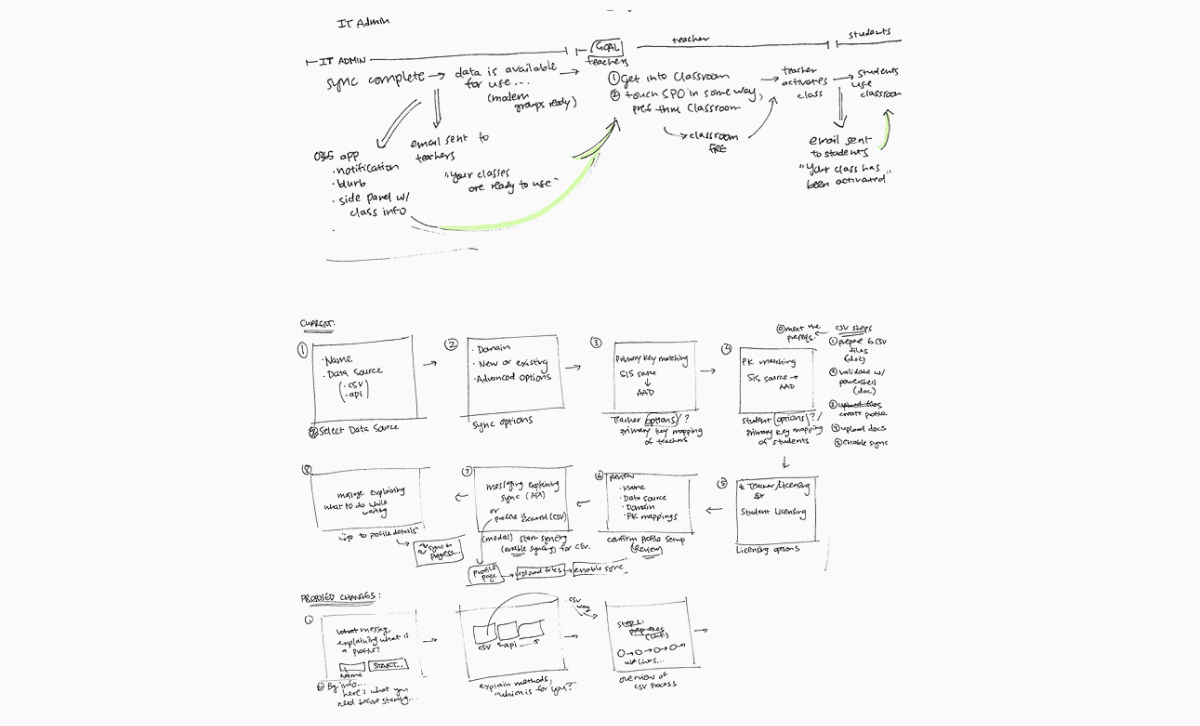 IT Admin
IT ADMIN
GOAL
teachers
teacher
students
sync complete → data is available
for use...
(modern
groups ready)
① Get into Classroom
② touch SPO in some way,
pref thru Classroom
→ classroom
FRE
→ teacher
activates
class
→ students
use
classroom
O365 app
· notification
· blurb
· side panel w/
class info
email sent to
teachers
"Your classes
are ready to use"
email sent
to students
"your class has
been activated"
CURRENT:
①
· Name
· Data Source
(· csv
· api)
Select Data Source
②
· Domain
· New or existing
· Advanced options
sync options
③
Primary Key matching
SIS source
↓
AAD
Teacher options/?
primary key mapping
of teachers
④
PK matching
SIS source →
AAD
student options?/
primary key mapping
of students
⓪ meet the
prereqs.
CSV steps
① prepare 6 CSV
files
(doc)
② validate w/
powershell
(doc)
③ upload files
create profile
④ upload docs
⑤ enable sync
⑤
Teacher/Licensing
Student Licensing
Licensing options
⑥
Review
· Name
· Data source
· Domain
· PK mappings
confirm Profile setup
(Review)
⑦
messaging explaining
sync (API)
or
profile is created (CSV)
(modal) start syncing
(enable syncing) for CSV.
Profile
page
→ upload files → enable sync
⑧
message explaining
what to do while
waiting
"go to profile details"
sync in
progress...
PROPOSED CHANGES:
What message
explaining what is
a profile?
START...
Name
here's what you
need before starting...
csv
api
explain methods,
"which is for you?"
csv
way
step 1:
prepares
(link)
w/ links...
overview of
CSV process